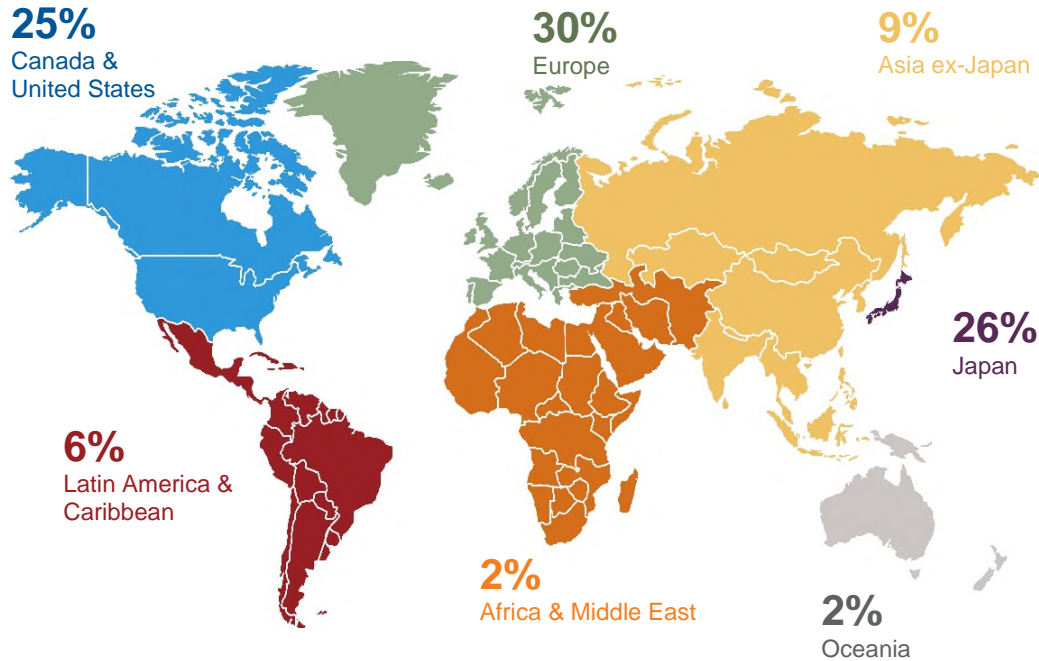 25%
Canada &
United States
30%
Europe
9%
Asia ex-Japan
26%
Japan
6%
Latin America &
Caribbean
2%
Africa & Middle East
2%
Oceania